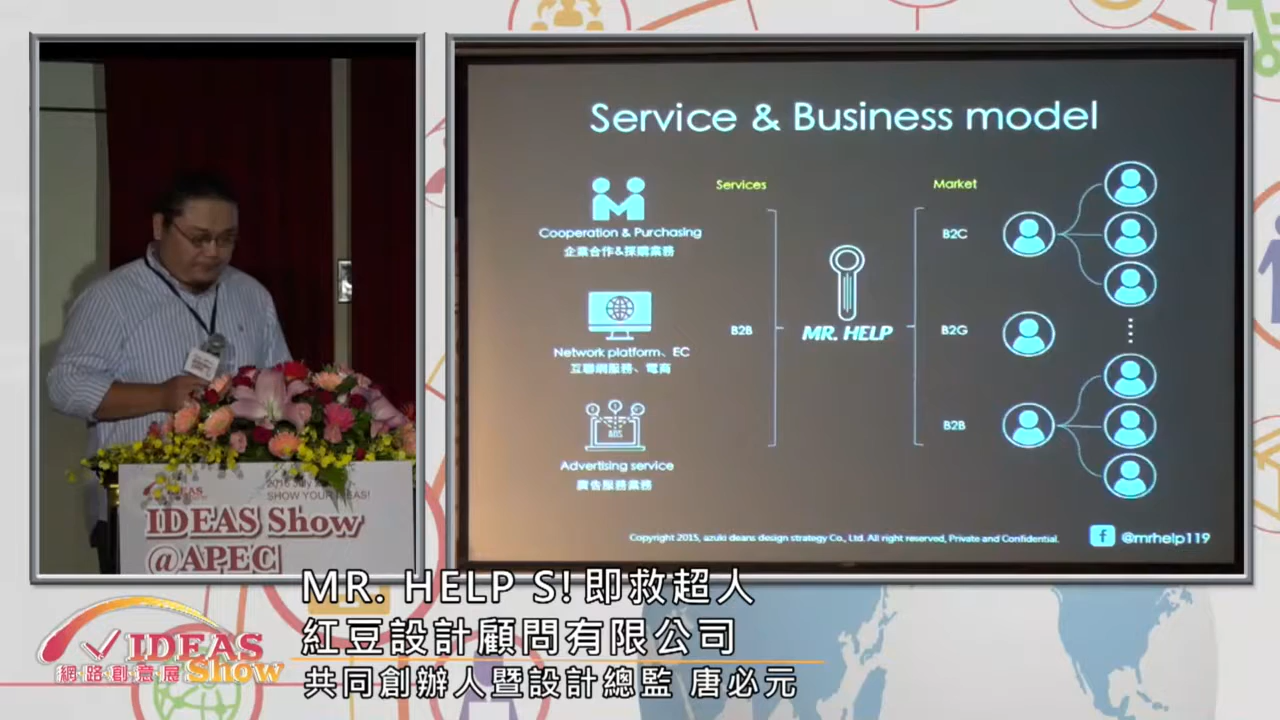 Service & Business model
Services
Market
Cooperation & Purchasing
企業合作&採購業務
Network platform、EC
互聯網服務、電商
ADS
Advertising service
廣告服務業務
B2B
MR. HELP
B2C
B2G
B2B
Copyright 2015, azuki deans design strategy Co., Ltd. All right reserved, Private and Confidential.
f @mrhelp119
SHOW YOUR IDEAS!
IDEAS Show
@APEC
MR. HELP S!即救超人
紅豆設計顧問有限公司
共同創辦人暨設計總監 唐必元
IDEAS
網路創意展 Show